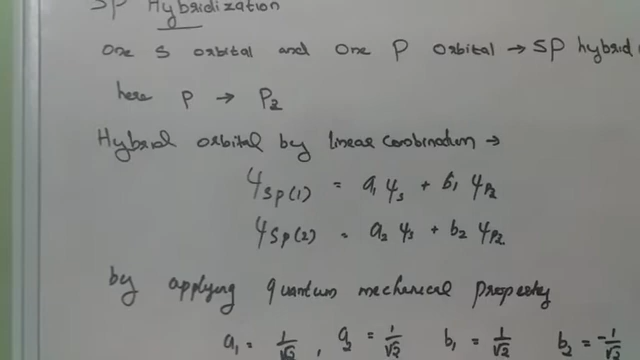 SP Hybridization
One S orbital and one P orbital → SP hybrid
here P → Pz
Hybrid orbital by linear combination →
Ψsp(1) = a₁ Ψs + b₁ Ψpz
Ψsp(2) = a₂ Ψs + b₂ Ψpz
by applying quantum mechanical property
a₁ = 1/√2 , a₂ = 1/√2 b₁ = 1/√2 b₂ = -1/√2